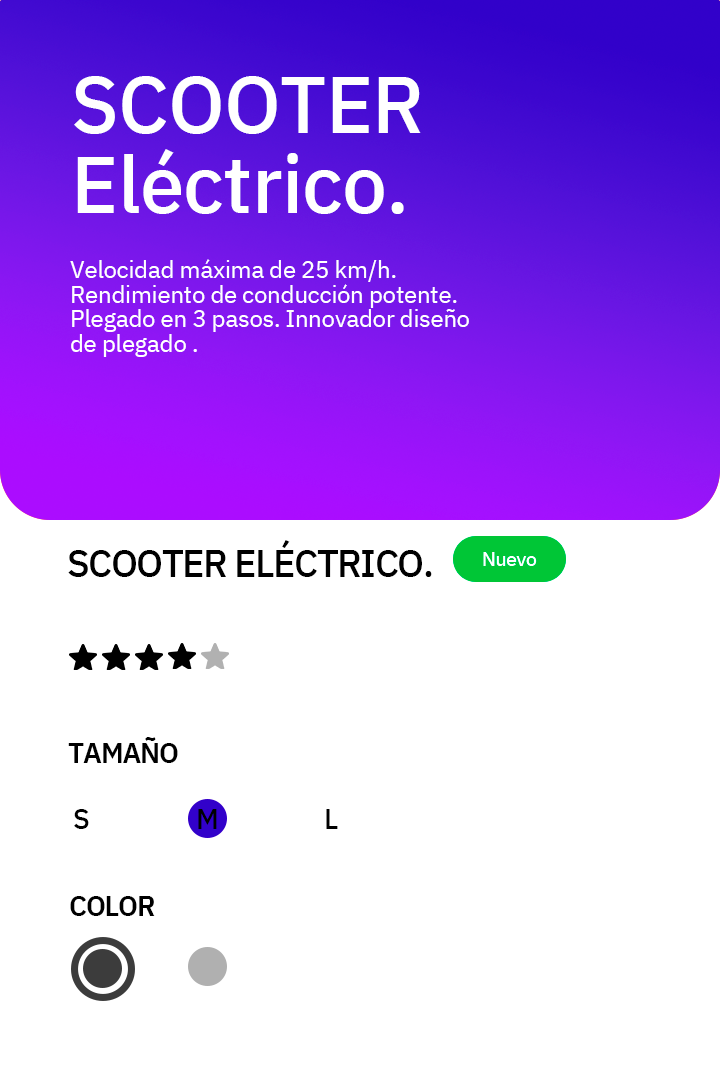 SCOOTER
Eléctrico.
Velocidad máxima de 25 km/h.
Rendimiento de conducción potente.
Plegado en 3 pasos. Innovador diseño
de plegado .
SCOOTER ELÉCTRICO.
Nuevo
TAMAÑO
S M L
COLOR